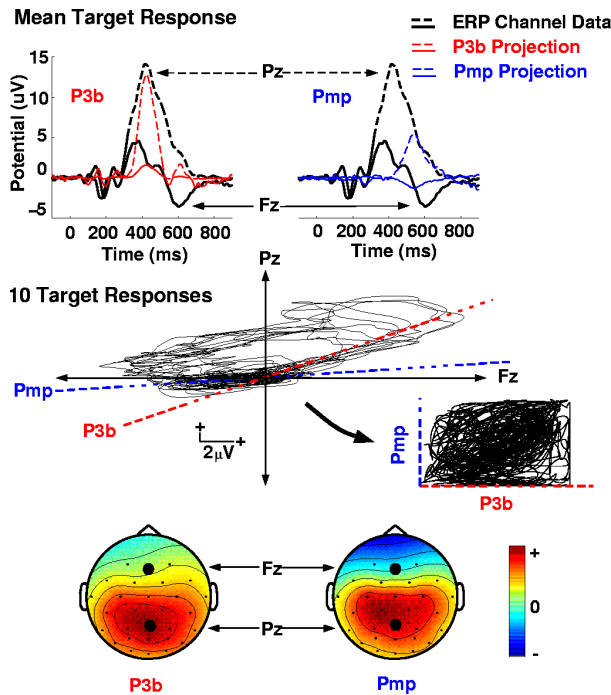 Mean Target Response
ERP Channel Data
P3b Projection
Pmp Projection
Potential (uV)
15
10
5
0
−5
P3b
Pz
Pmp
Fz
0 200 400 600 800
Time (ms)
0 200 400 600 800
Time (ms)
10 Target Responses
Pz
Fz
Pmp
P3b
+
2μV+
Pmp
P3b
Fz
Pz
P3b
Pmp
+
0
-